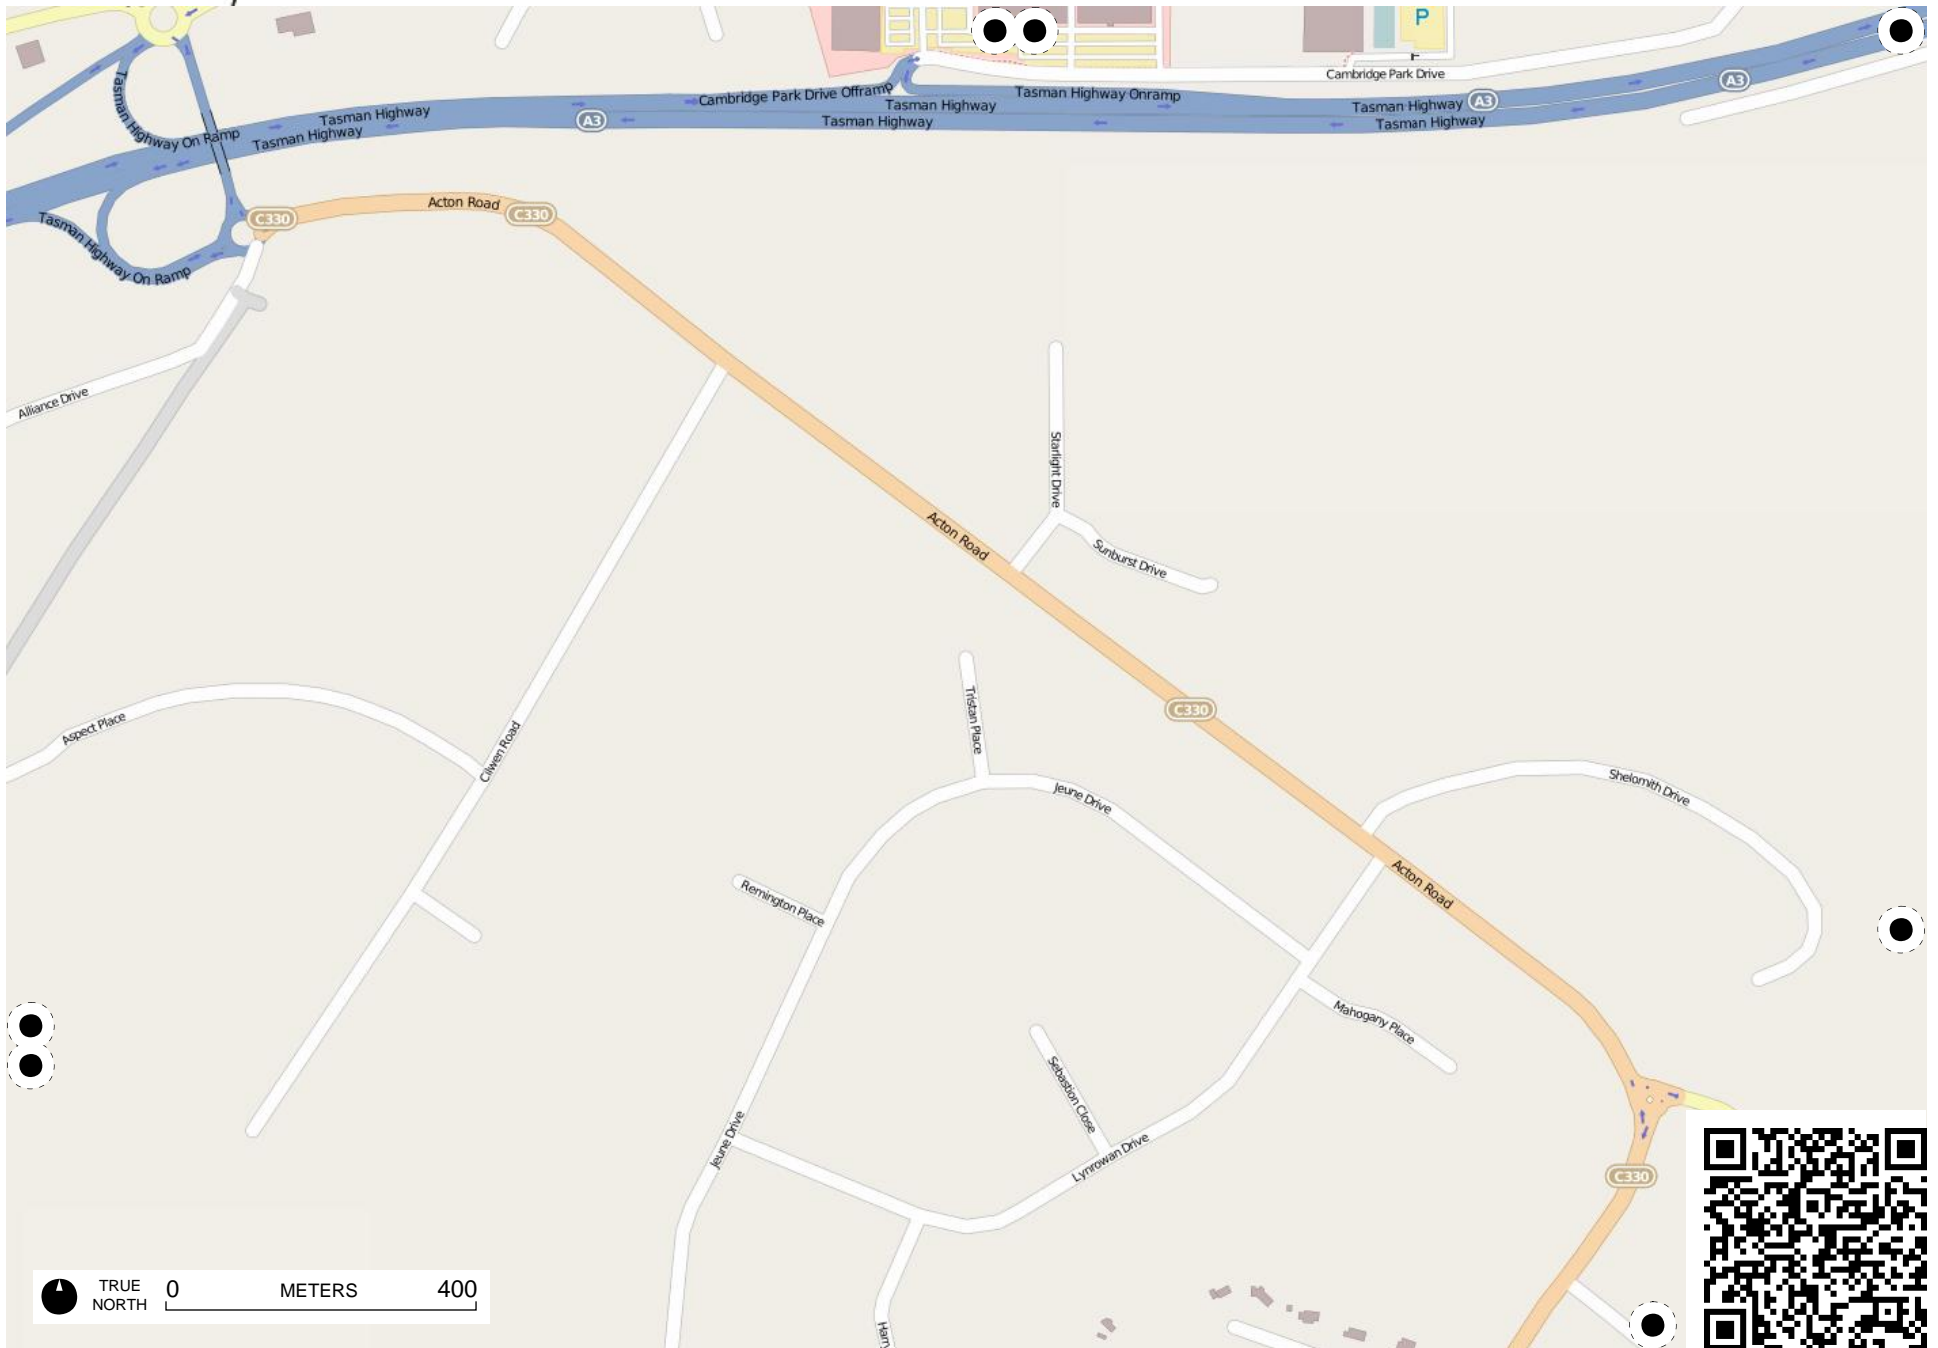 P
Cambridge Park Drive
A3
Tasman Highway On Ramp
Tasman Highway
Tasman Highway
Cambridge Park Drive Offramp
Tasman Highway
Tasman Highway Onramp
Tasman Highway
A3
A3
Tasman Highway
Tasman Highway
C330
Acton Road
C330
Tasman Highway On Ramp
Alliance Drive
Starlight Drive
Acton Road
Sunburst Drive
Tristan Place
C330
Aspect Place
Cilwen Road
Jeune Drive
Shelomith Drive
Acton Road
Remington Place
Mahogany Place
Sebastion Close
Jeune Drive
Lynrowan Drive
C330
TRUE
NORTH
0 METERS 400